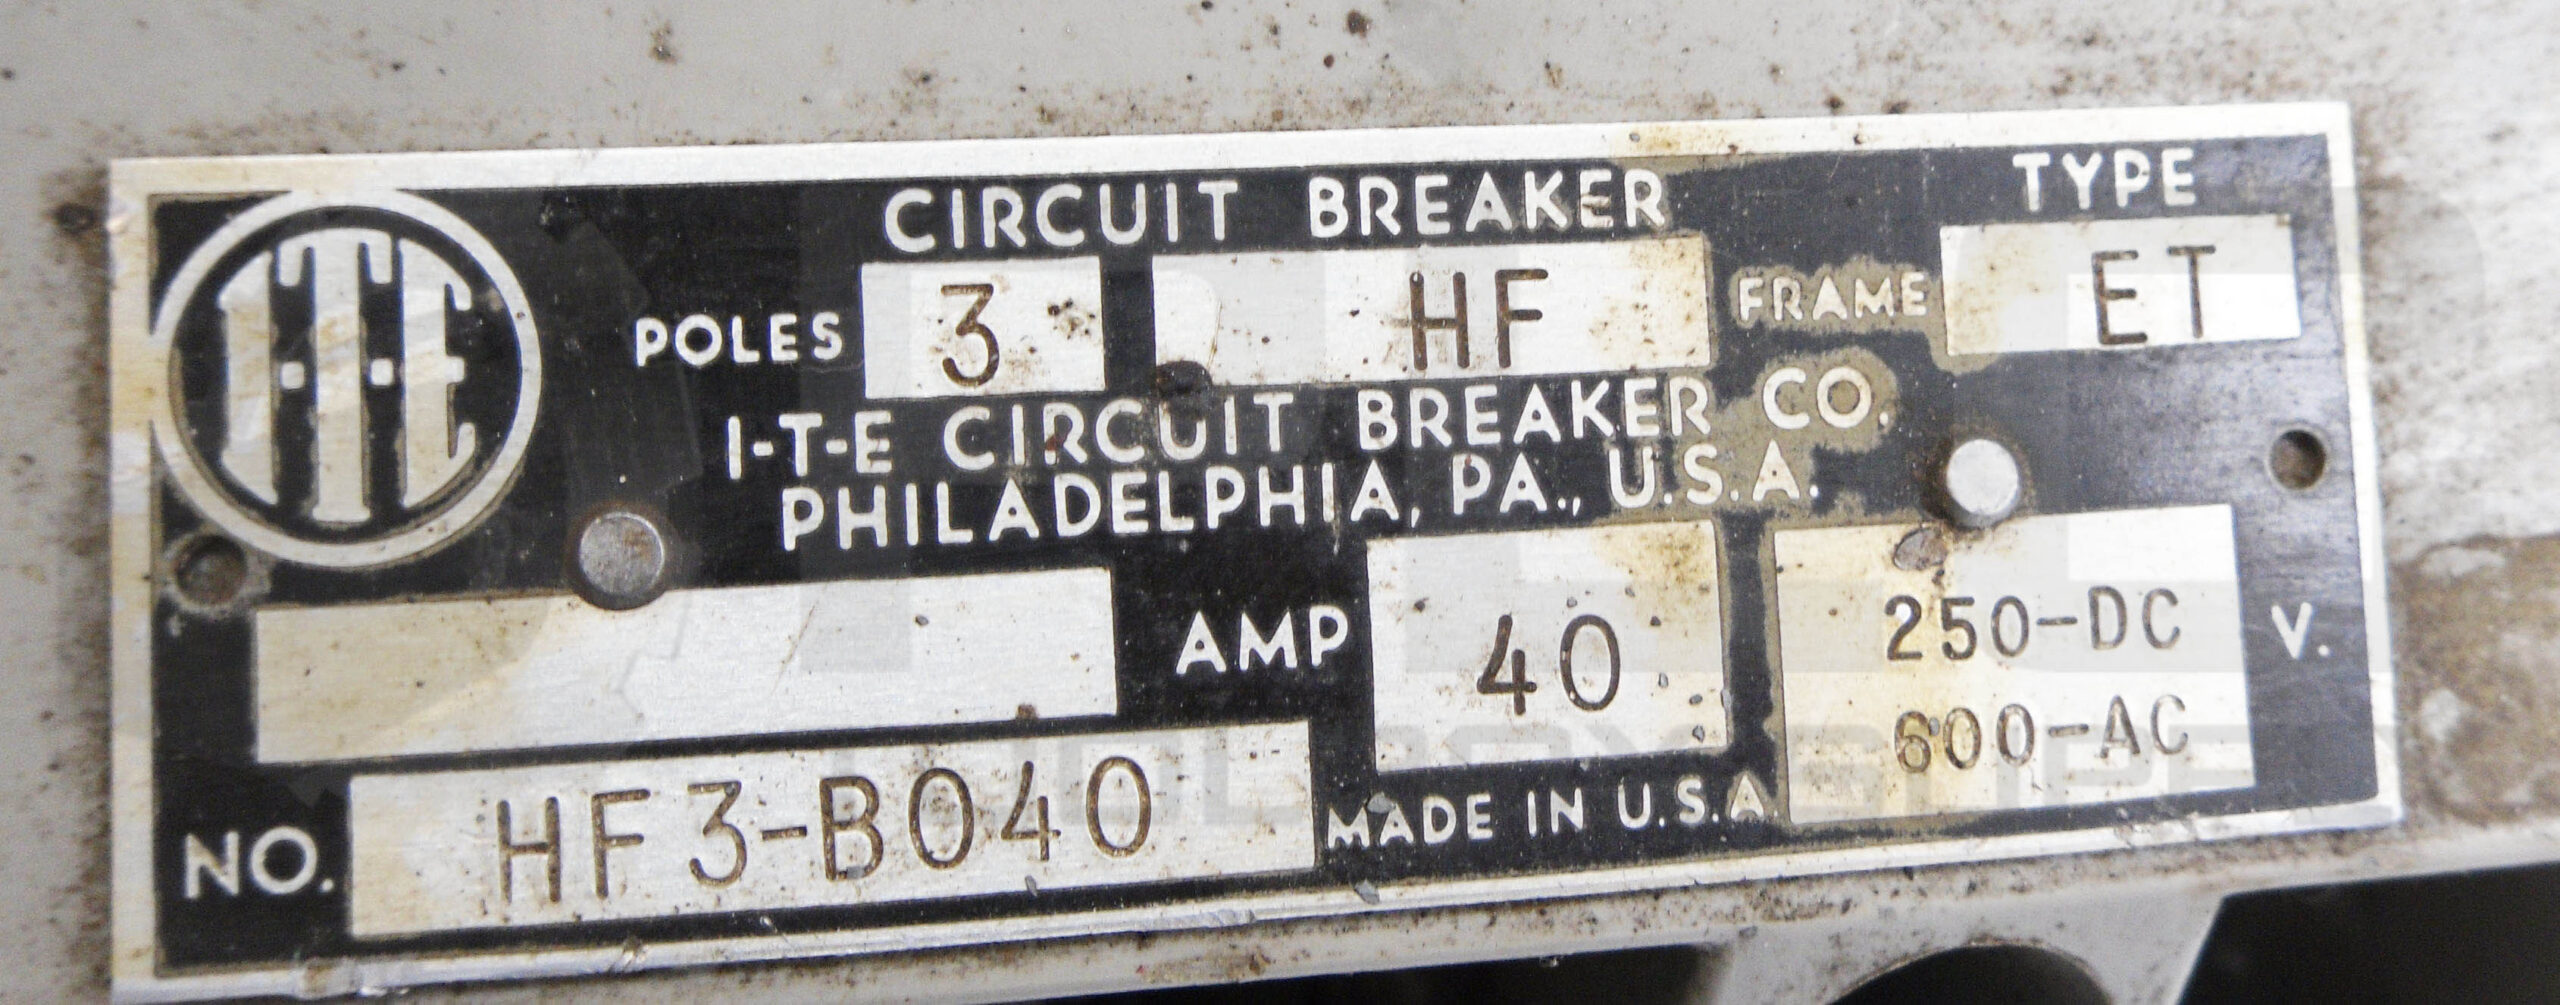 I-T-E
CIRCUIT BREAKER
TYPE
POLES 3 HF FRAME ET
I-T-E CIRCUIT BREAKER CO.
PHILADELPHIA, PA., U.S.A.
AMP 40 250-DC V.
600-AC
NO. HF3-B040 MADE IN U.S.A.